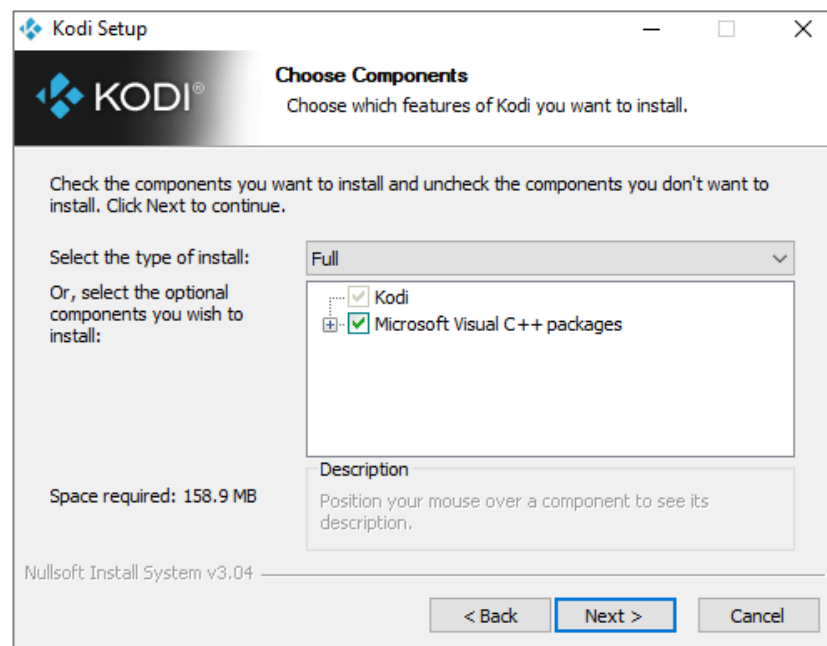 Kodi Setup
KODI®
Choose Components
Choose which features of Kodi you want to install.
Check the components you want to install and uncheck the components you don't want to
install. Click Next to continue.
Select the type of install:
Full
Or, select the optional
components you wish to
install:
Kodi
Microsoft Visual C++ packages
Space required: 158.9 MB
Description
Position your mouse over a component to see its
description.
Nullsoft Install System v3.04
< Back
Next >
Cancel